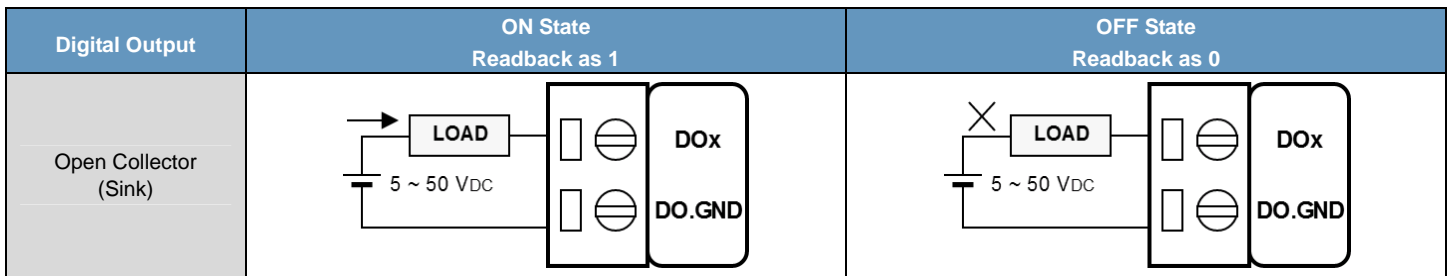 Digital Output
ON State
Readback as 1
OFF State
Readback as 0
Open Collector
(Sink)
LOAD
DOx
5 ~ 50 VDC
DO.GND
LOAD
DOx
5 ~ 50 VDC
DO.GND